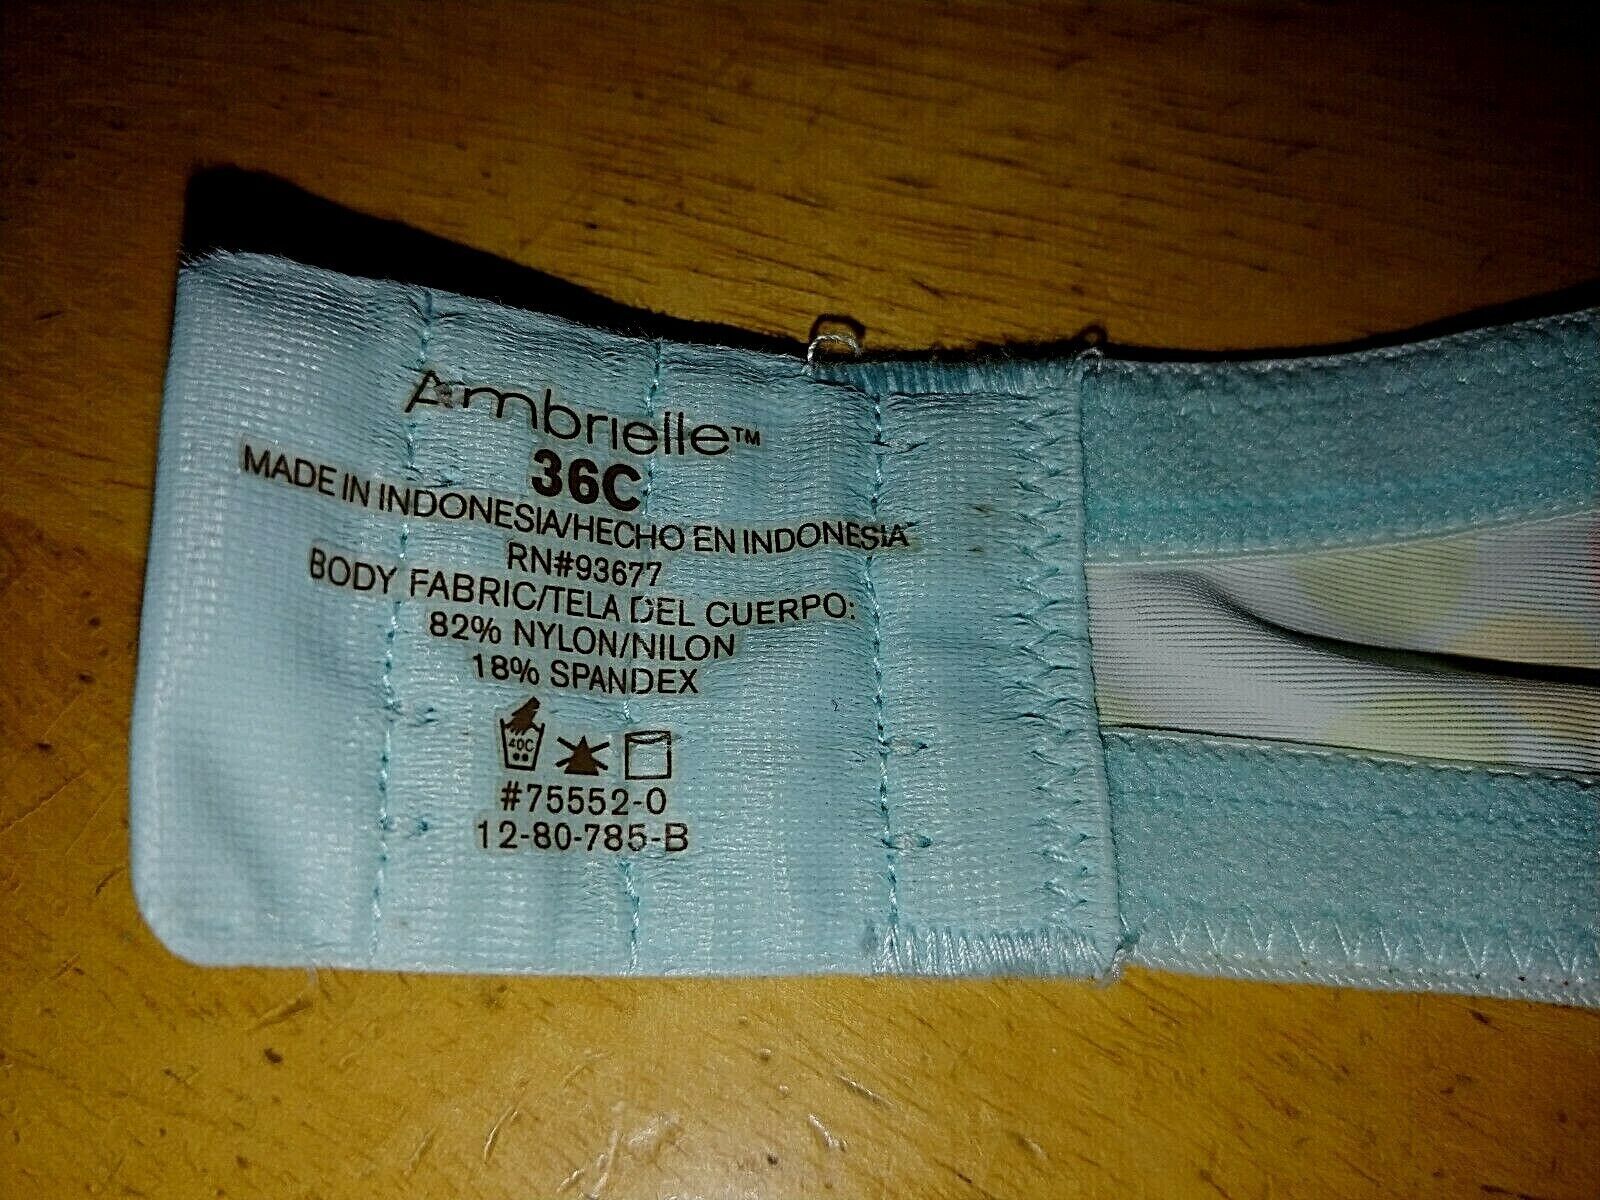 Ambrielle™
36C
MADE IN INDONESIA/HECHO EN INDONESIA
RN#93677
BODY FABRIC/TELA DEL CUERPO:
82% NYLON/NILON
18% SPANDEX
40C
#75552-0
12-80-785-B